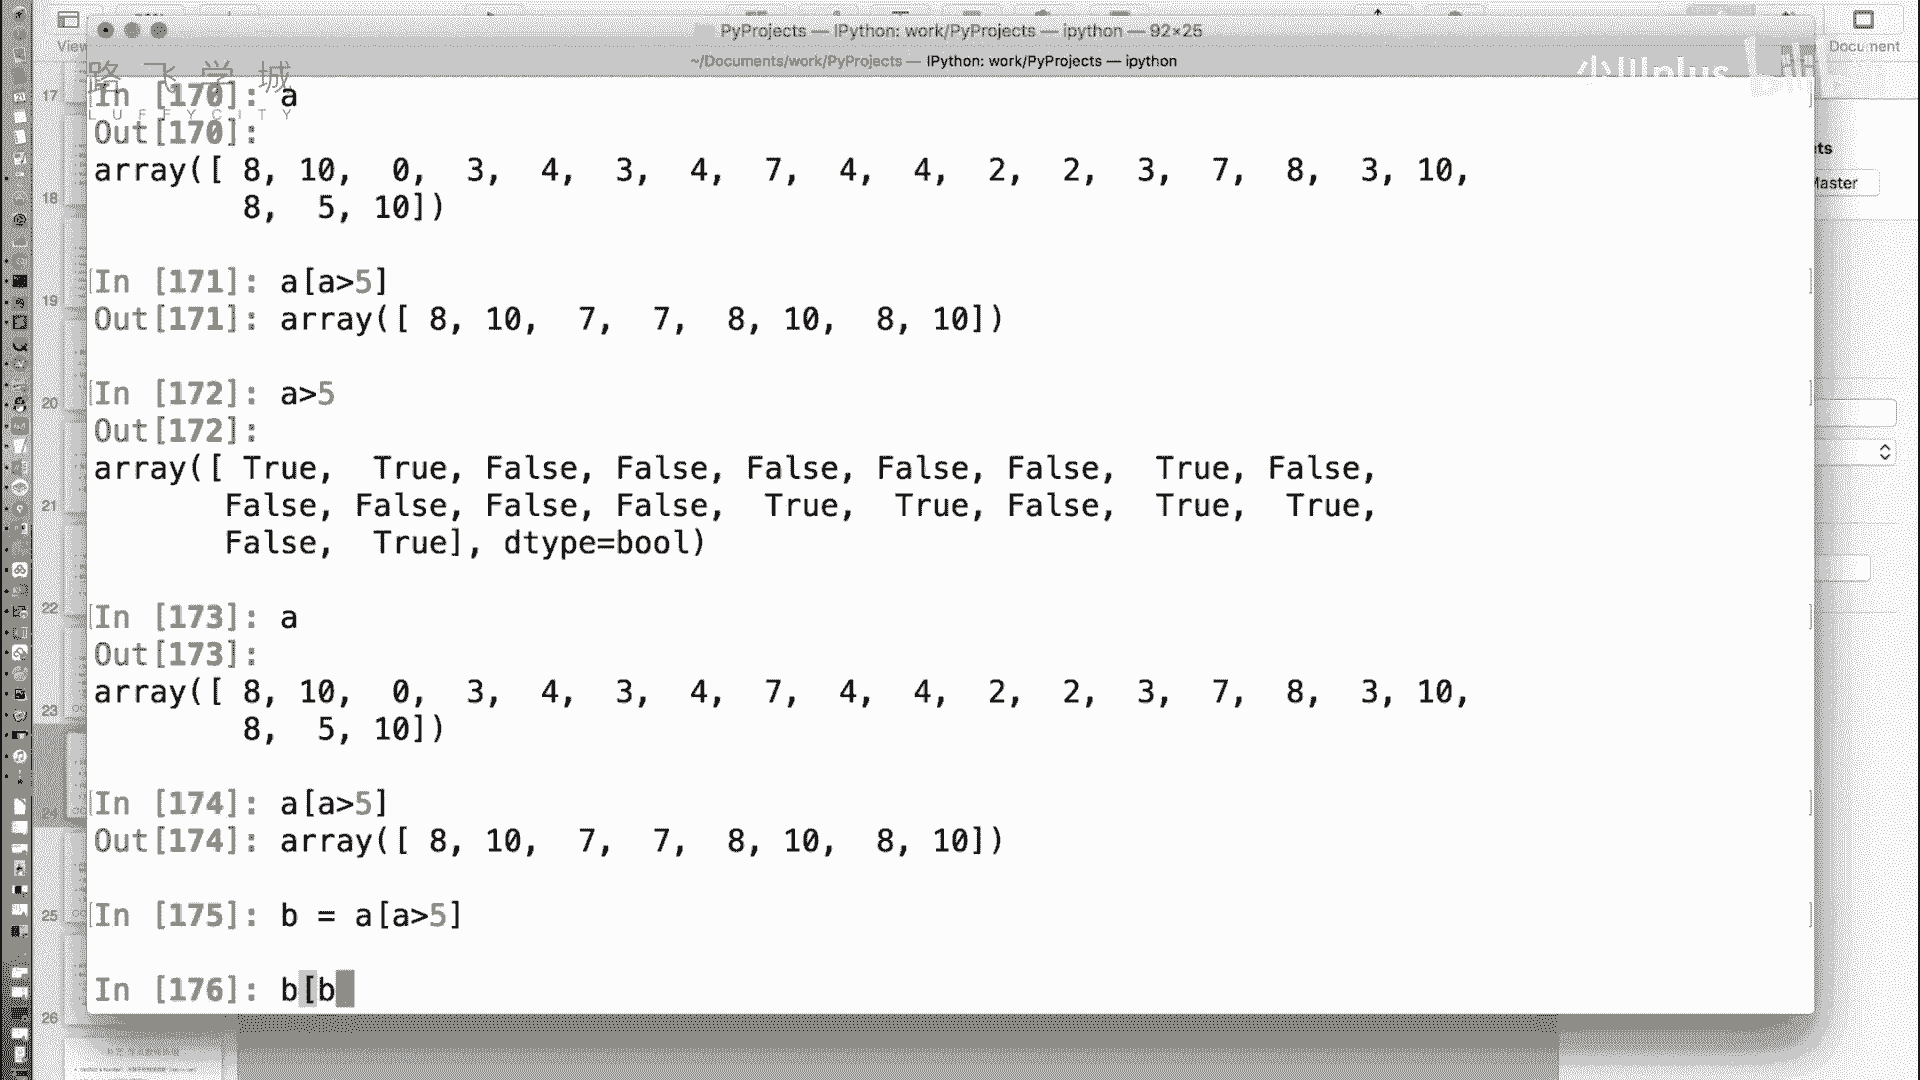 PyProjects — IPython: work/PyProjects — ipython — 92×25
~/Documents/work/PyProjects — IPython: work/PyProjects — ipython
View
Document
路飞学城
LUFFYCITY
小川plus
In [170]: a
Out[170]:
array([ 8, 10,  0,  3,  4,  3,  4,  7,  4,  4,  2,  2,  3,  7,  8,  3, 10,
        8,  5, 10])
In [171]: a[a>5]
Out[171]: array([ 8, 10,  7,  7,  8, 10,  8, 10])
In [172]: a>5
Out[172]:
array([ True,  True, False, False, False, False, False,  True, False,
       False, False, False, False,  True,  True, False,  True,  True,
       False,  True], dtype=bool)
In [173]: a
Out[173]:
array([ 8, 10,  0,  3,  4,  3,  4,  7,  4,  4,  2,  2,  3,  7,  8,  3, 10,
        8,  5, 10])
In [174]: a[a>5]
Out[174]: array([ 8, 10,  7,  7,  8, 10,  8, 10])
In [175]: b = a[a>5]
In [176]: b[b
17
18
19
20
21
22
23
24
25
26
Master